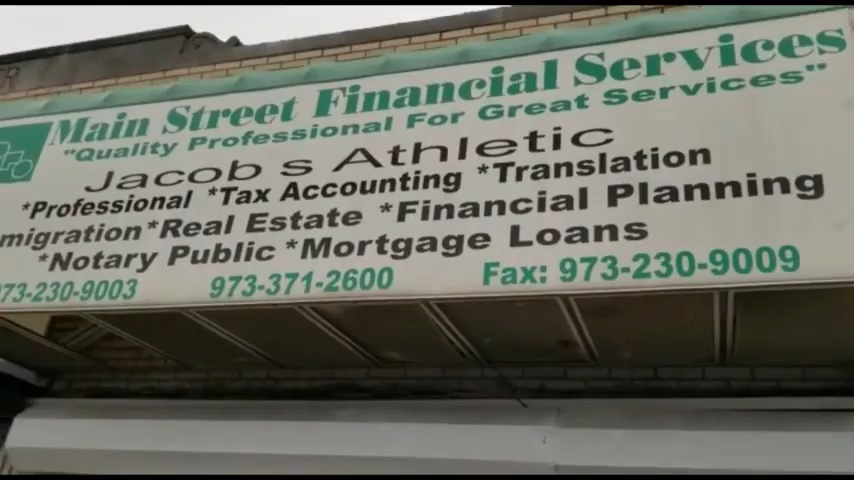 Main Street Financial Services
"Quality Professional For Great Services"
Jacob s Athletic
*Professional *Tax Accounting *Translation
migration *Real Estate *Financial Planning
*Notary Public *Mortgage Loans
73-230-9003 973-371-2600 Fax: 973-230-9009